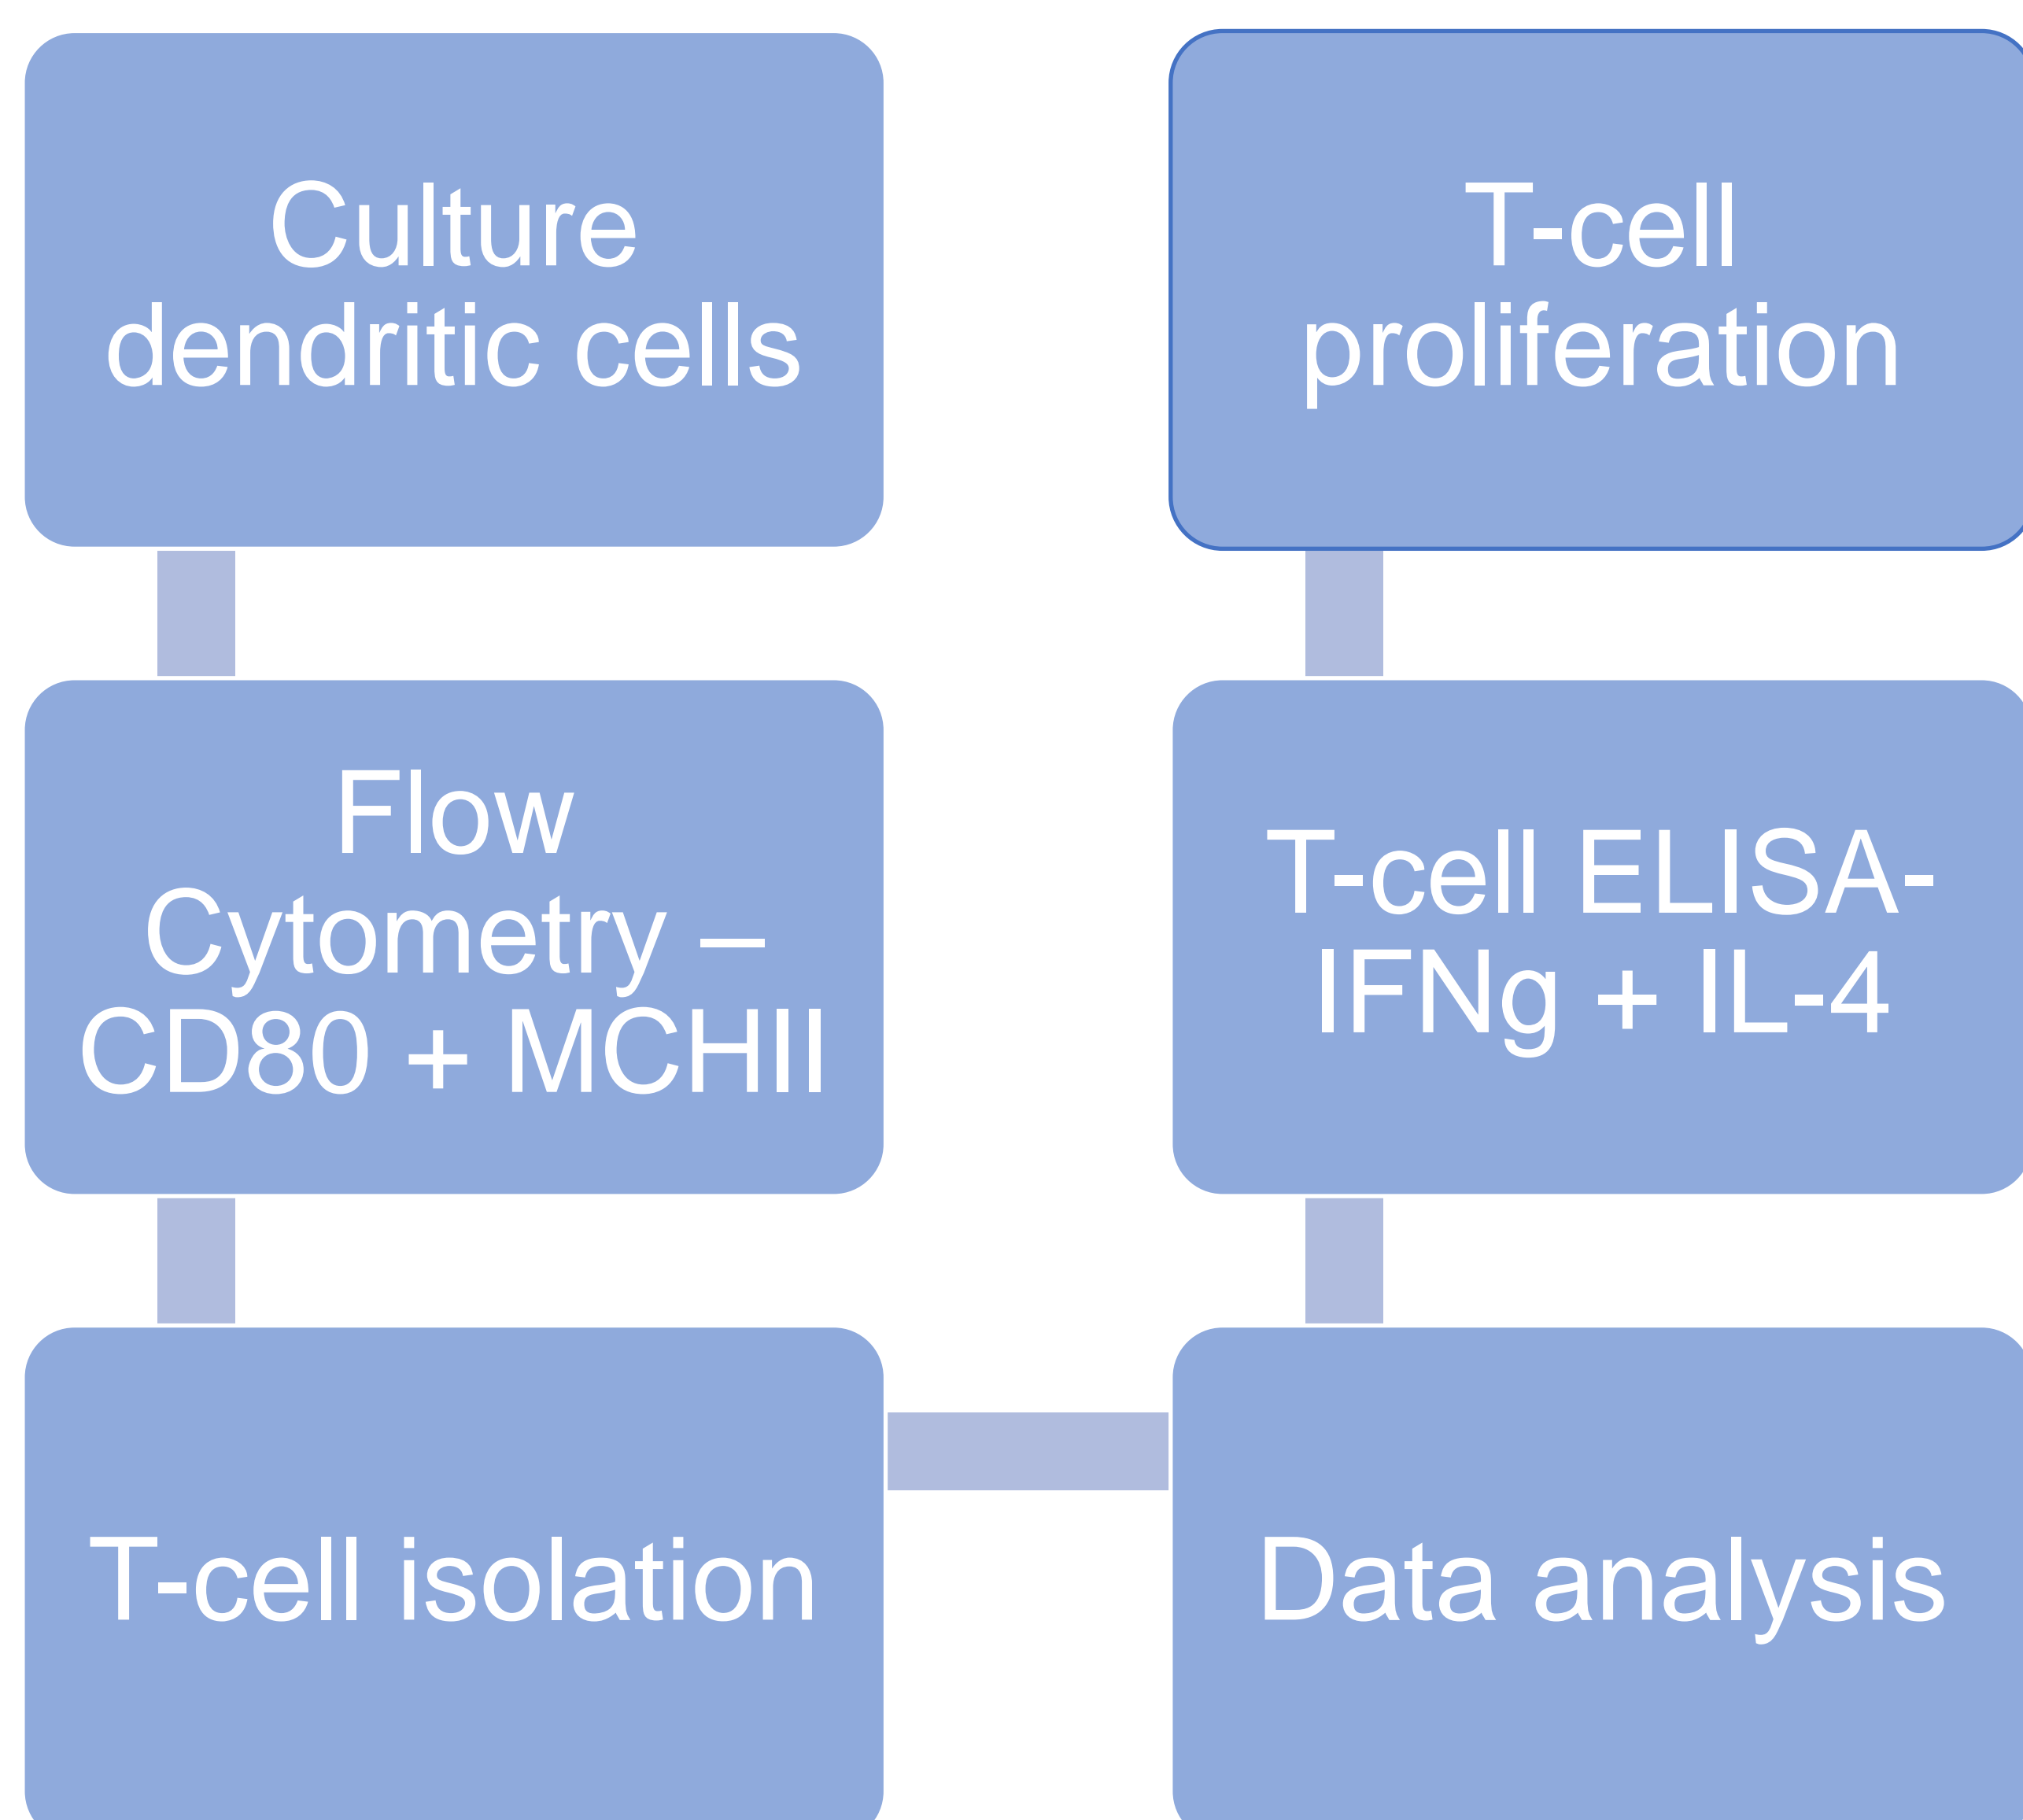 Culture
dendritic cells
Flow
Cytometry –
CD80 + MCHII
T-cell isolation
T-cell
proliferation
T-cell ELISA-
IFNg + IL-4
Data analysis